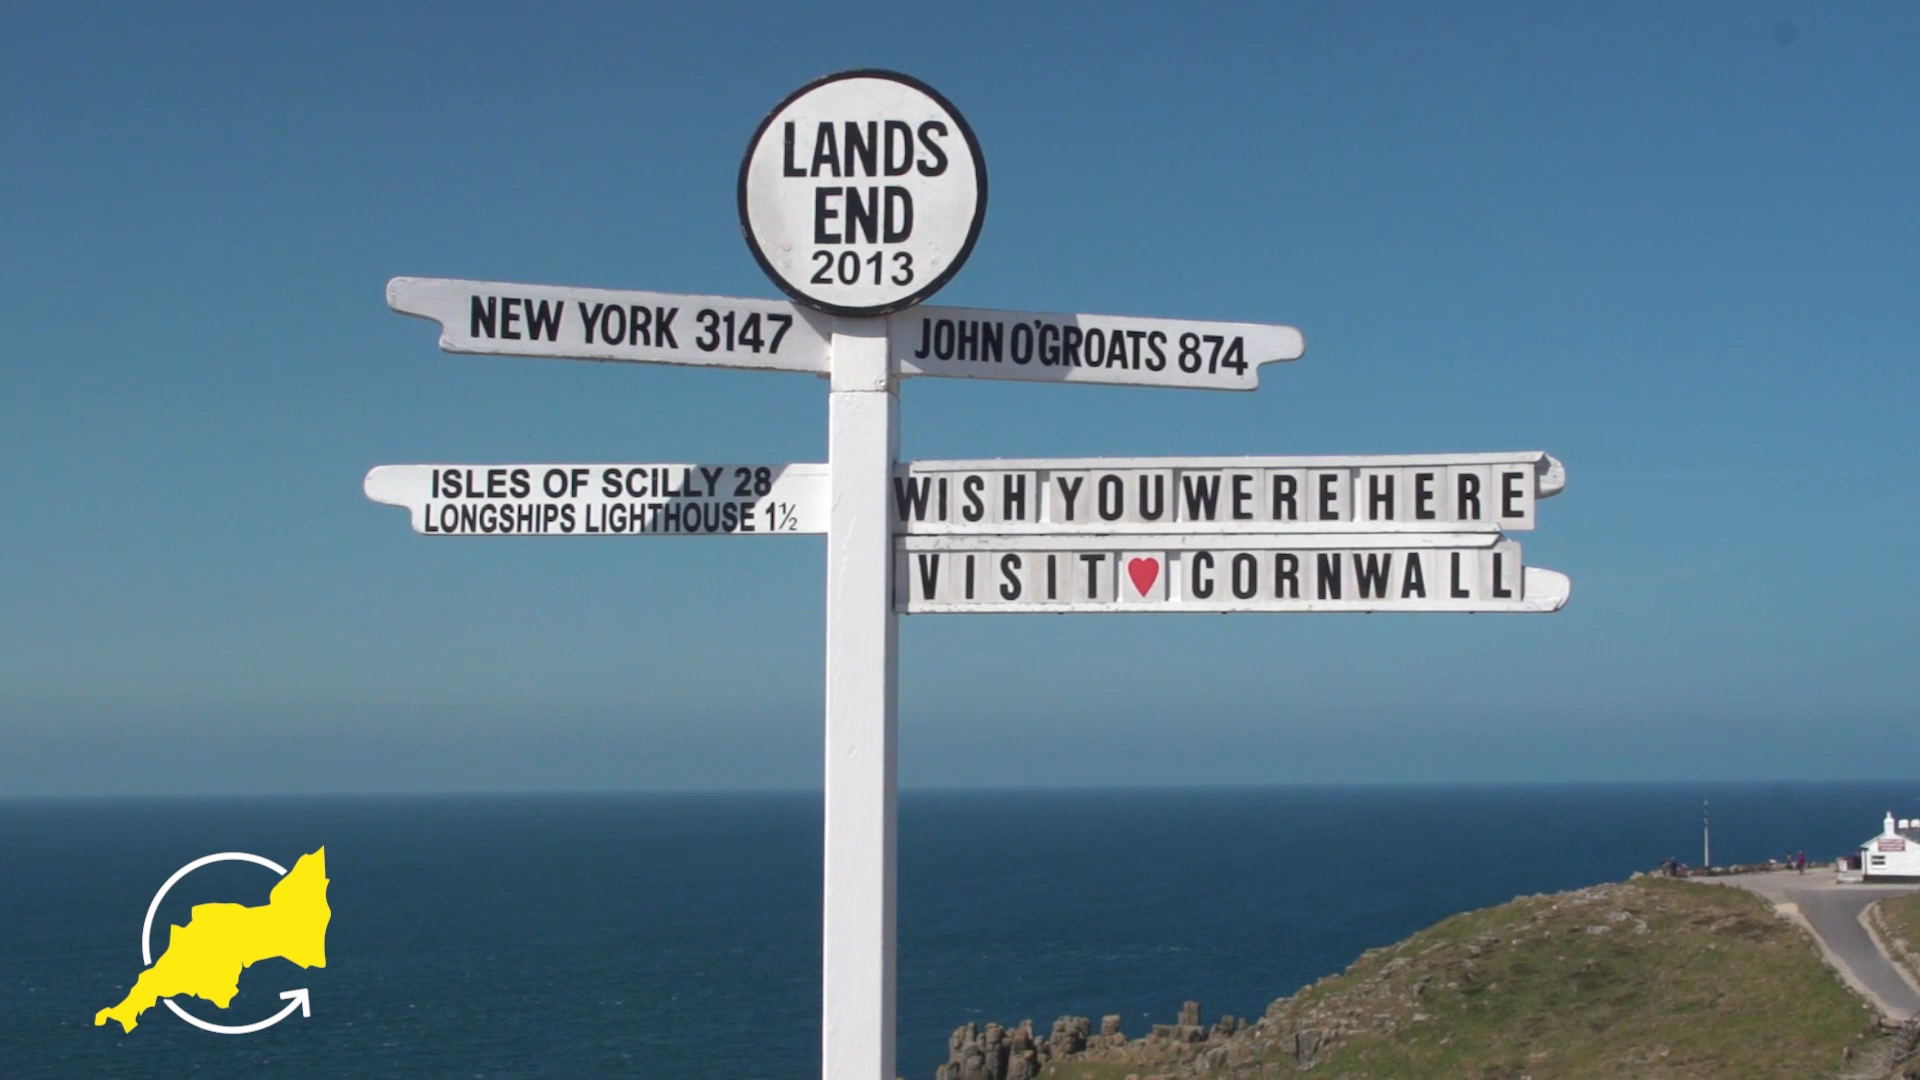 LANDS
END
2013
NEW YORK 3147
JOHN O'GROATS 874
ISLES OF SCILLY 28
LONGSHIPS LIGHTHOUSE 1½
WISH YOU WERE HERE
VISIT ♥ CORNWALL